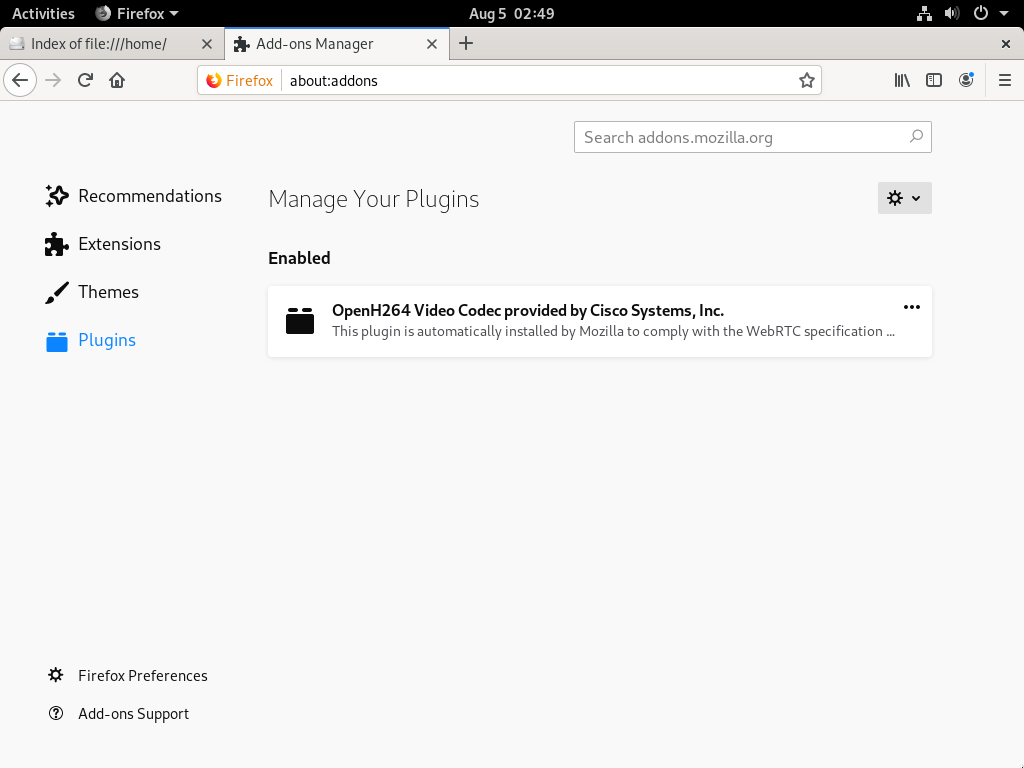 Activities Firefox Aug 5 02:49
Index of file:///home/ Add-ons Manager
Firefox about:addons
Search addons.mozilla.org
Recommendations
Extensions
Themes
Plugins
Manage Your Plugins
Enabled
OpenH264 Video Codec provided by Cisco Systems, Inc.
This plugin is automatically installed by Mozilla to comply with the WebRTC specification ...
Firefox Preferences
Add-ons Support